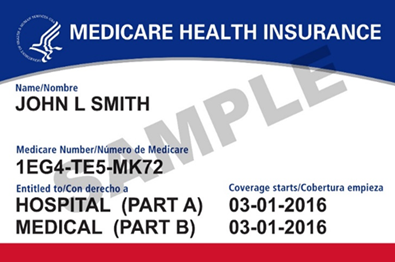 MEDICARE HEALTH INSURANCE
Name/Nombre
JOHN L SMITH
Medicare Number/Número de Medicare
1EG4-TE5-MK72
Entitled to/Con derecho a Coverage starts/Cobertura empieza
HOSPITAL (PART A) 03-01-2016
MEDICAL (PART B) 03-01-2016
SAMPLE